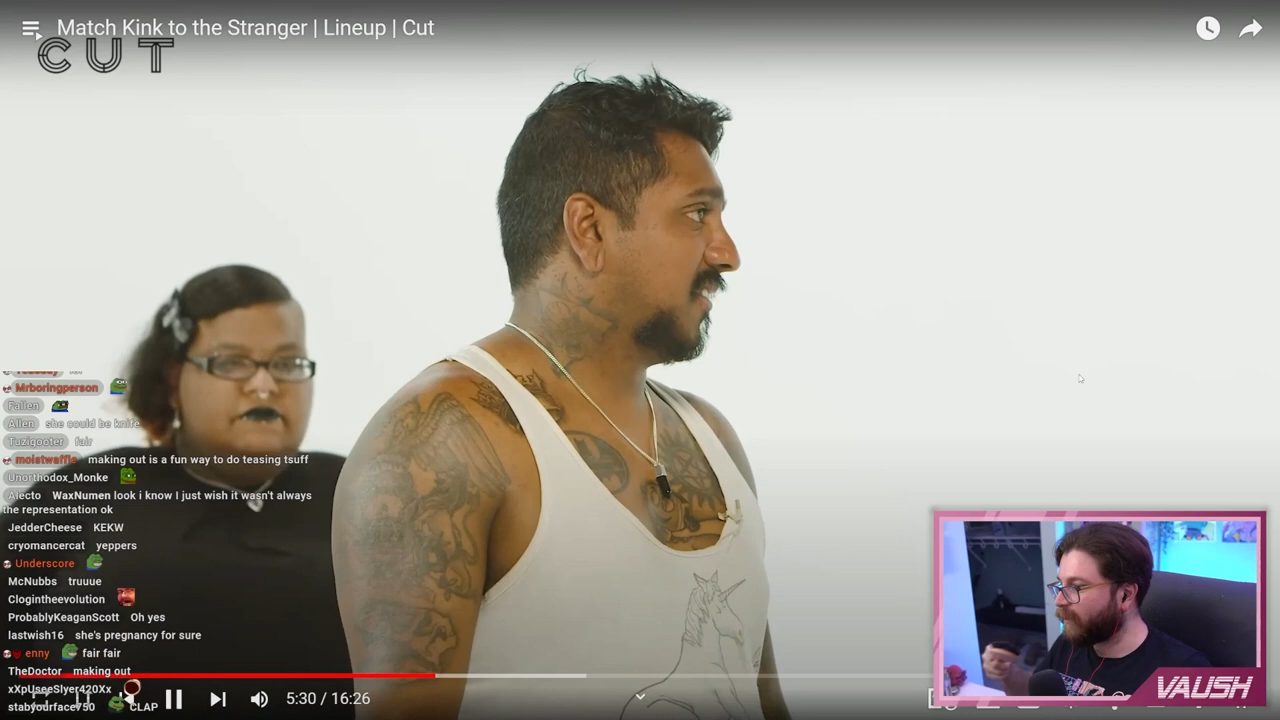 Match Kink to the Stranger | Lineup | Cut
CUT
Mrboringperson
Fallen
Allen she could be knife
Tuzigooter fair
moistwaffle making out is a fun way to do teasing tsuff
Unorthodox_Monke
Alecto WaxNumen look i know I just wish it wasn't always
the representation ok
JedderCheese KEKW
cryomancercat yeppers
Underscore
McNubbs truuue
Clogintheevolution
ProbablyKeaganScott Oh yes
lastwish16 she's pregnancy for sure
enny fair fair
TheDoctor making out
xXpUseeSlyer420Xx
stabyourface750 CLAP
5:30 / 16:26
VAUSH